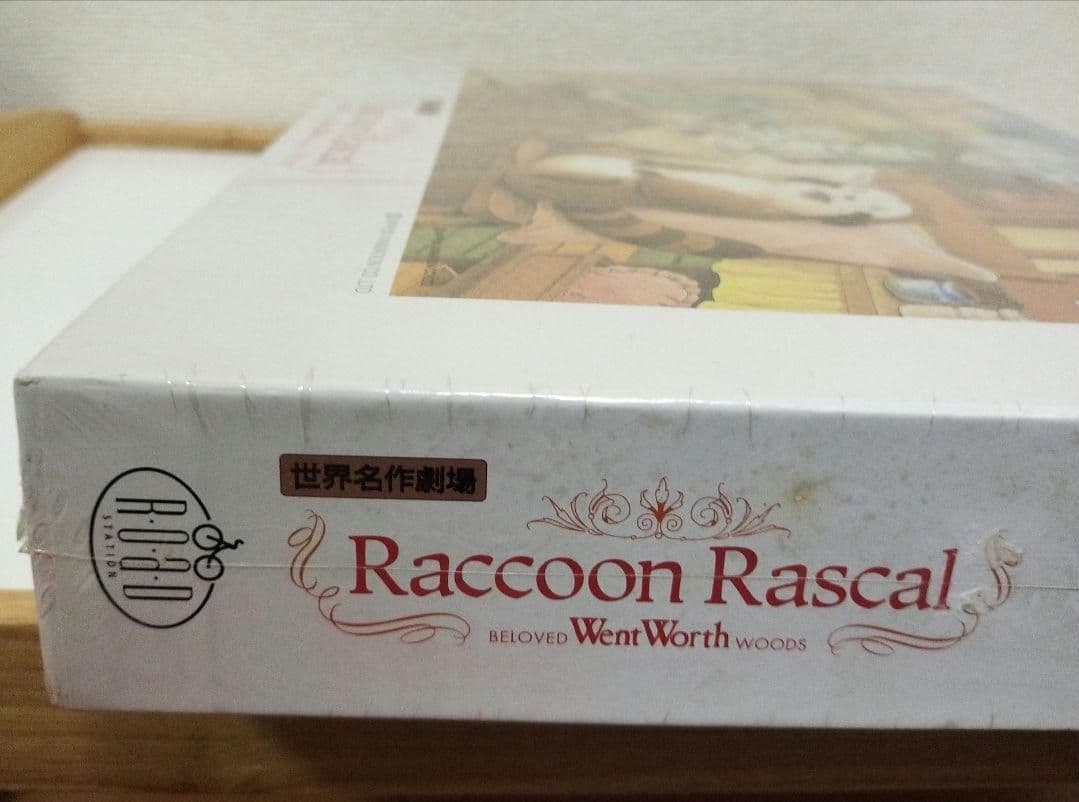 世界名作劇場
R·O·A·D
STATION
Raccoon Rascal
BELOVED WentWorth WOODS